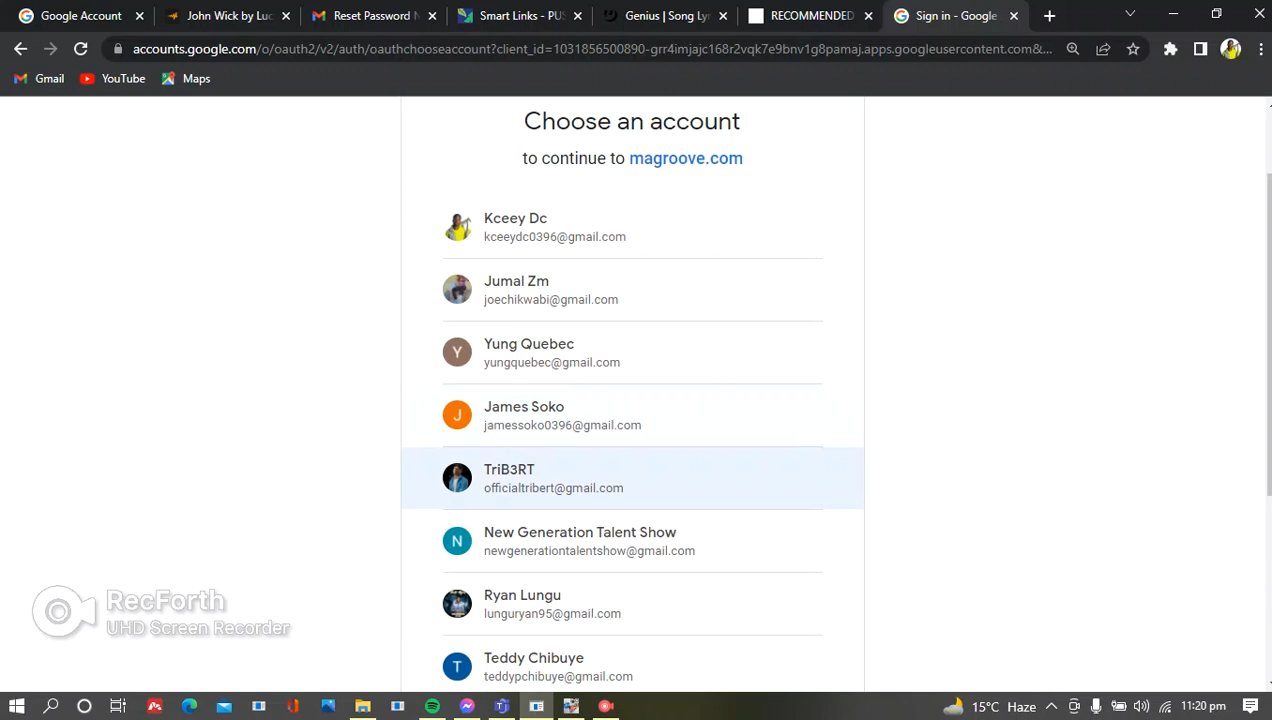 Google Account
John Wick by Luc
Reset Password N
Smart Links - PUS
Genius | Song Lyr
RECOMMENDED
Sign in - Google
accounts.google.com/o/oauth2/v2/auth/oauthchooseaccount?client_id=1031856500890-grr4imjajc168r2vqk7e9bnv1g8pamaj.apps.googleusercontent.com&...
Gmail
YouTube
Maps
Choose an account
to continue to magroove.com
Kceey Dc
kceeydc0396@gmail.com
Jumal Zm
joechikwabi@gmail.com
Y
Yung Quebec
yungquebec@gmail.com
J
James Soko
jamessoko0396@gmail.com
TriB3RT
officialtribert@gmail.com
N
New Generation Talent Show
newgenerationtalentshow@gmail.com
Ryan Lungu
lunguryan95@gmail.com
T
Teddy Chibuye
teddypchibuye@gmail.com
RecForth
UHD Screen Recorder
15°C Haze
11:20 pm